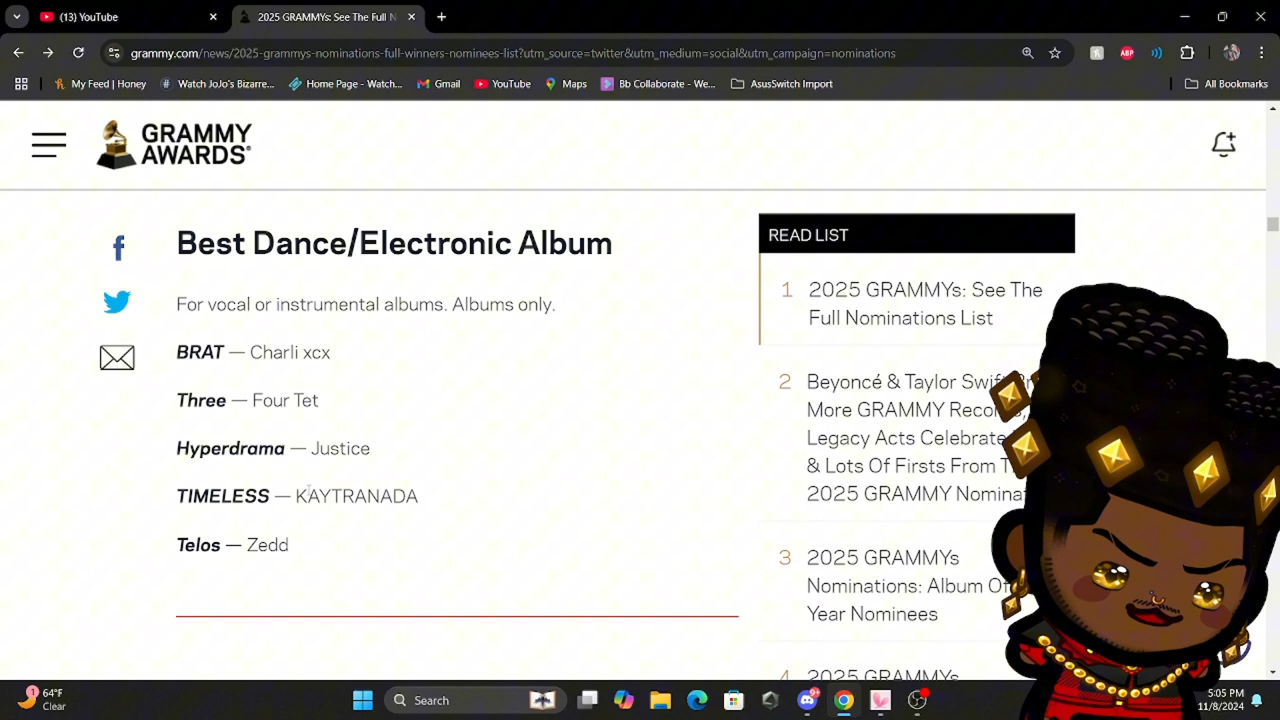 (13) YouTube
2025 GRAMMYs: See The Full N
grammy.com/news/2025-grammys-nominations-full-winners-nominees-list?utm_source=twitter&utm_medium=social&utm_campaign=nominations
ABP
My Feed | Honey
Watch JoJo's Bizarre...
Home Page - Watch...
Gmail
YouTube
Maps
Bb Collaborate - We...
AsusSwitch Import
All Bookmarks
GRAMMY
AWARDS
Best Dance/Electronic Album
For vocal or instrumental albums. Albums only.
BRAT — Charli xcx
Three — Four Tet
Hyperdrama — Justice
TIMELESS — KAYTRANADA
Telos — Zedd
READ LIST
1 2025 GRAMMYs: See The
Full Nominations List
2 Beyoncé & Taylor Swift
More GRAMMY
Legacy Acts Celebrate
& Lots Of Firsts From
2025 GRAMMY
3 2025 GRAMMYs
Nominations: Album Of
Year Nominees
4 2025 GRAMMYs
1
64°F
Clear
Search
5:05 PM
11/8/2024